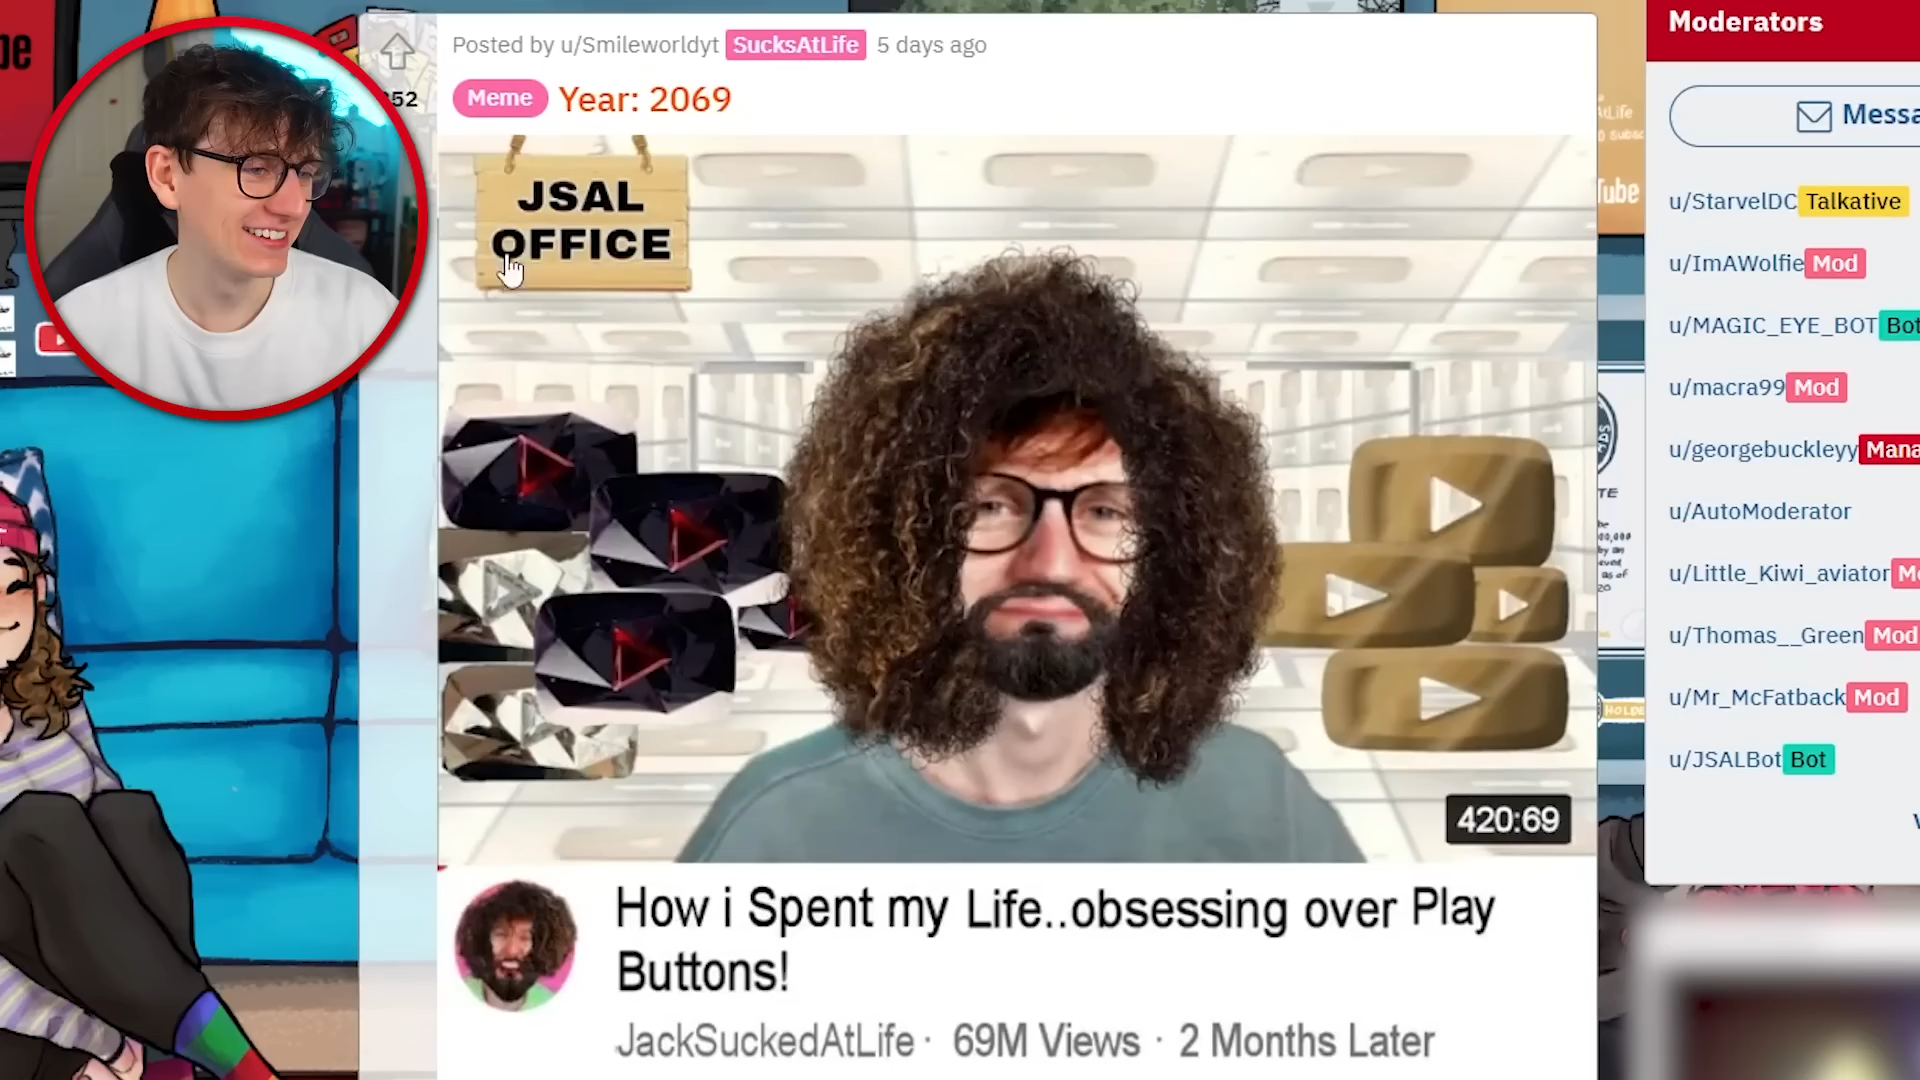 Posted by u/Smileworldyt SucksAtLife 5 days ago
Meme Year: 2069
JSAL
OFFICE
420:69
How i Spent my Life..obsessing over Play
Buttons!
JackSuckedAtLife · 69M Views · 2 Months Later
Moderators
u/StarvelDC Talkative
u/ImAWolfie Mod
u/MAGIC_EYE_BOT Bot
u/macra99 Mod
u/georgebuckleyy Mana
u/AutoModerator
u/Little_Kiwi_aviator
u/Thomas__Green Mod
u/Mr_McFatback Mod
u/JSALBot Bot